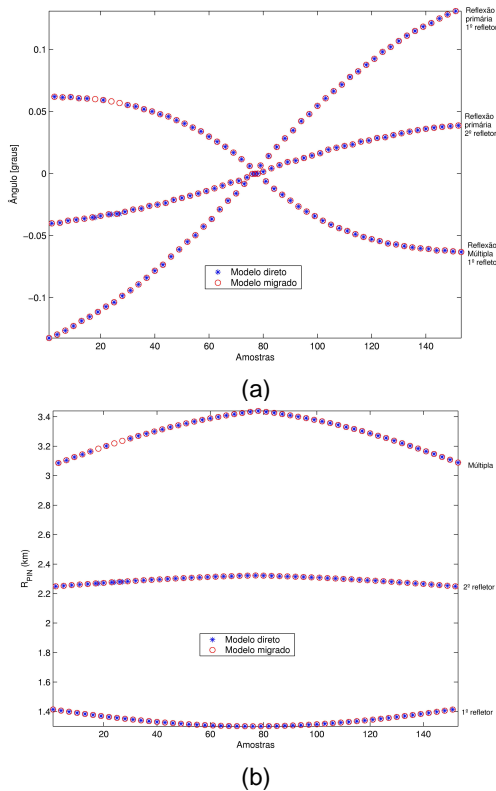 Reflexão
primária
1º refletor
0.1
0.05
0
−0.05
−0.1
Ângulo [graus]
Reflexão
primária
2º refletor
Reflexão
Múltipla
1º refletor
Modelo direto
Modelo migrado
20 40 60 80 100 120 140
Amostras
(a)
3.4
3.2
3
2.8
2.6
2.4
2.2
2
1.8
1.6
1.4
R_PIN (km)
Múltipla
2º refletor
Modelo direto
Modelo migrado
1º refletor
20 40 60 80 100 120 140
Amostras
(b)